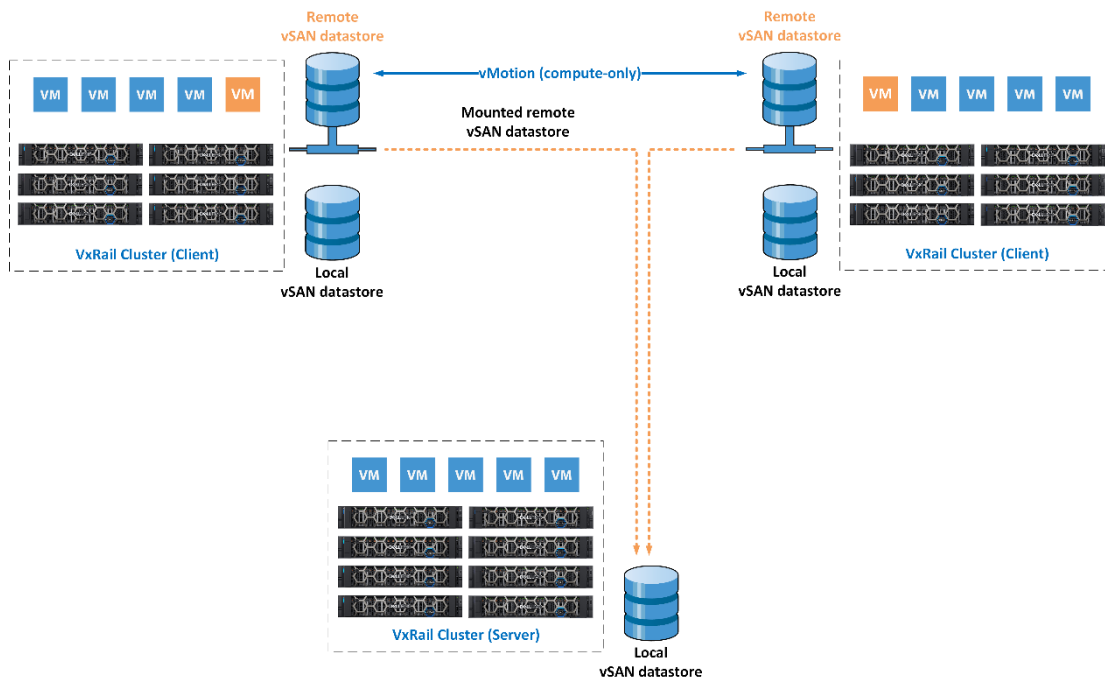 Remote
vSAN datastore
Remote
vSAN datastore
vMotion (compute-only)
VM VM VM VM VM
VM VM VM VM VM
Mounted remote
vSAN datastore
VxRail Cluster (Client)
VxRail Cluster (Client)
Local
vSAN datastore
Local
vSAN datastore
VM VM VM VM VM
VxRail Cluster (Server)
Local
vSAN datastore